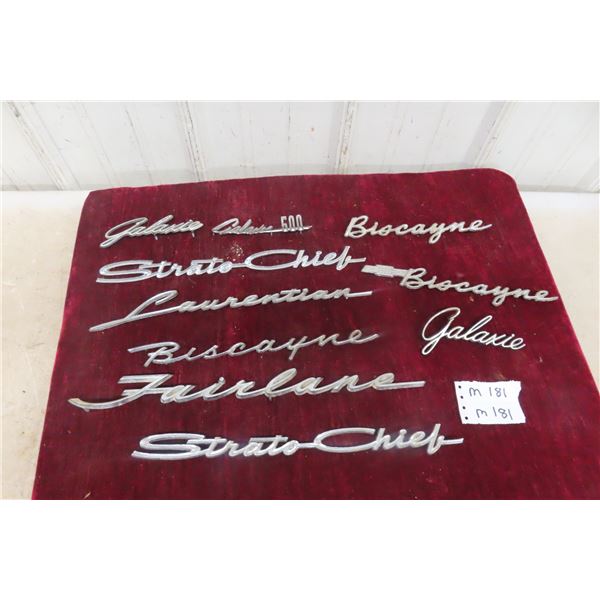 Galaxie Galaxie 500 Biscayne
Strato Chief
Biscayne
Laurentian
Galaxie
Biscayne
Fairlane
m 181
m 181
Strato Chief